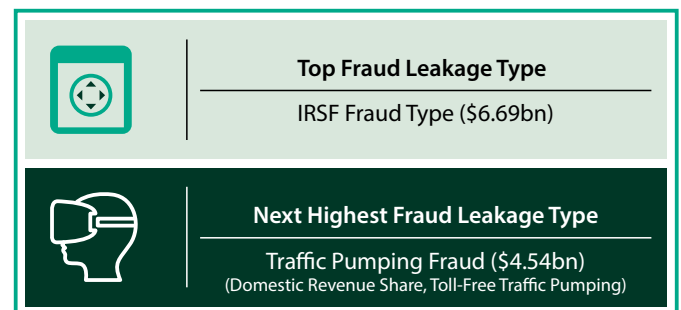 Top Fraud Leakage Type
IRSF Fraud Type ($6.69bn)
Next Highest Fraud Leakage Type
Traffic Pumping Fraud ($4.54bn)
(Domestic Revenue Share, Toll-Free Traffic Pumping)